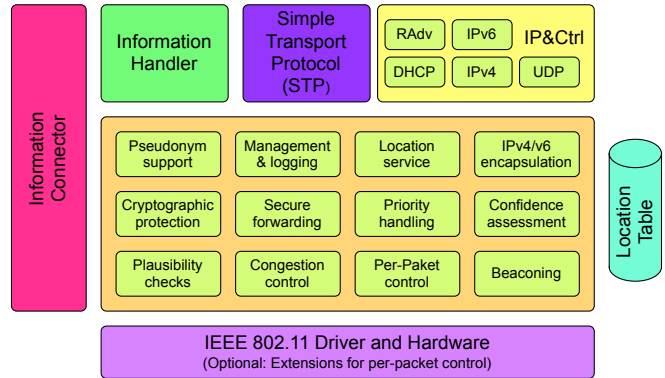 Information
Connector
Information
Handler
Simple
Transport
Protocol
(STP)
RAdv
IPv6
IP&Ctrl
DHCP
IPv4
UDP
Pseudonym
support
Management
& logging
Location
service
IPv4/v6
encapsulation
Cryptographic
protection
Secure
forwarding
Priority
handling
Confidence
assessment
Plausibility
checks
Congestion
control
Per-Paket
control
Beaconing
Location
Table
IEEE 802.11 Driver and Hardware
(Optional: Extensions for per-packet control)